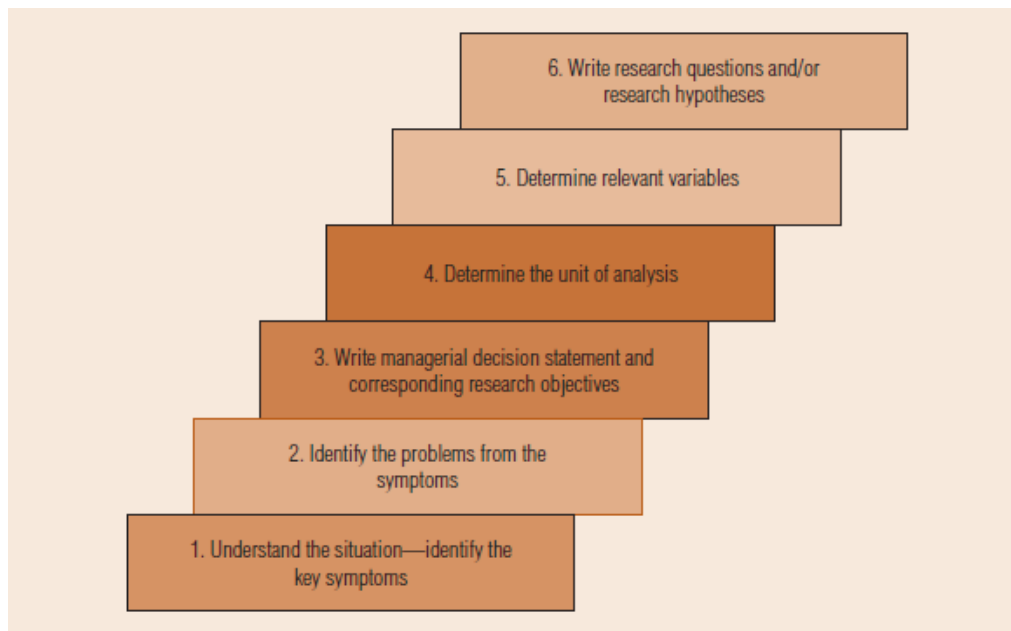 6. Write research questions and/or
research hypotheses
5. Determine relevant variables
4. Determine the unit of analysis
3. Write managerial decision statement and
corresponding research objectives
2. Identify the problems from the
symptoms
1. Understand the situation—identify the
key symptoms